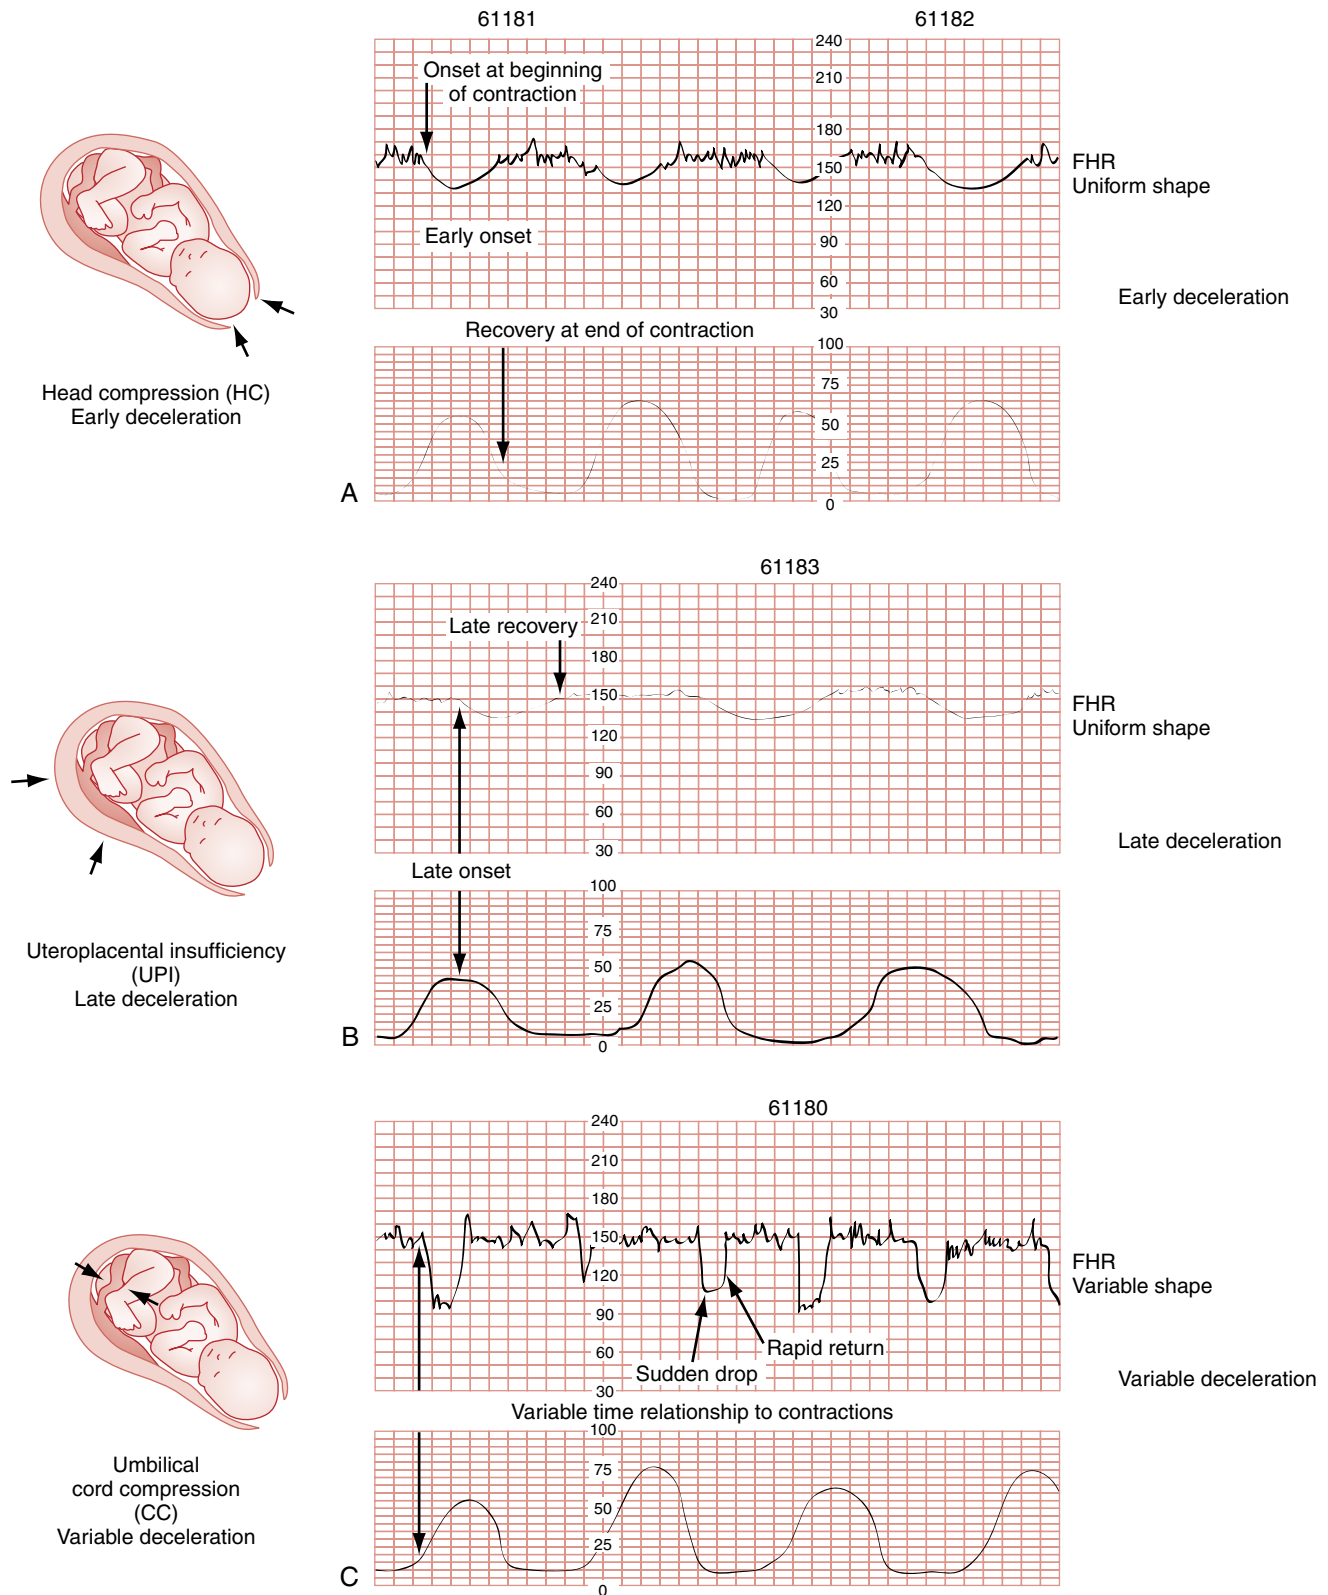 61181
61182
240
210
180
150
120
90
60
30
Onset at beginning
of contraction
Early onset
FHR
Uniform shape
Early deceleration
Recovery at end of contraction
100
75
50
25
0
Head compression (HC)
Early deceleration
A
61183
240
210
180
150
120
90
60
30
Late recovery
FHR
Uniform shape
Late deceleration
Late onset
100
75
50
25
0
Uteroplacental insufficiency
(UPI)
Late deceleration
B
61180
240
210
180
150
120
90
60
30
FHR
Variable shape
Rapid return
Sudden drop
Variable deceleration
Variable time relationship to contractions
100
75
50
25
0
Umbilical
cord compression
(CC)
Variable deceleration
C